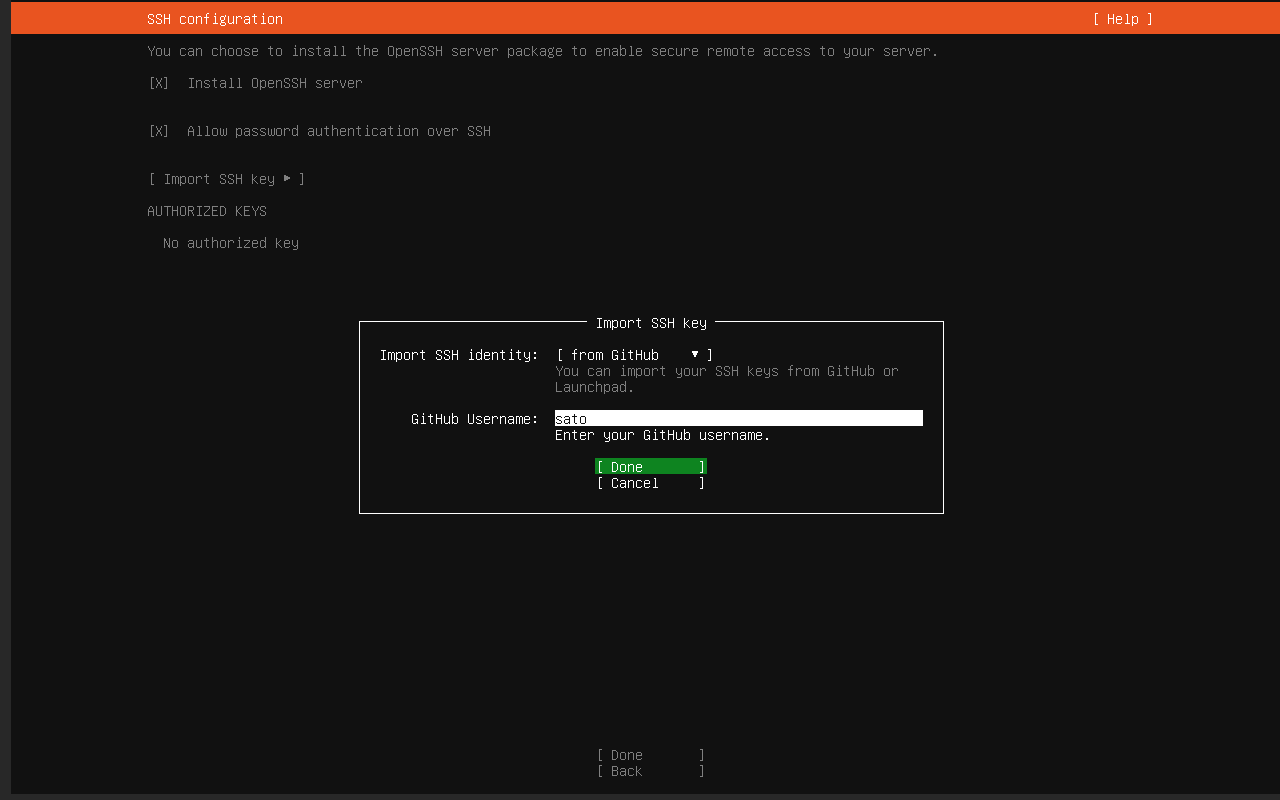 SSH configuration [ Help ]
You can choose to install the OpenSSH server package to enable secure remote access to your server.
[X] Install OpenSSH server
[X] Allow password authentication over SSH
[ Import SSH key ► ]
AUTHORIZED KEYS
No authorized key
Import SSH key
Import SSH identity: [ from GitHub ▼ ]
You can import your SSH keys from GitHub or
Launchpad.
GitHub Username: sato
Enter your GitHub username.
[ Done ]
[ Cancel ]
[ Done ]
[ Back ]